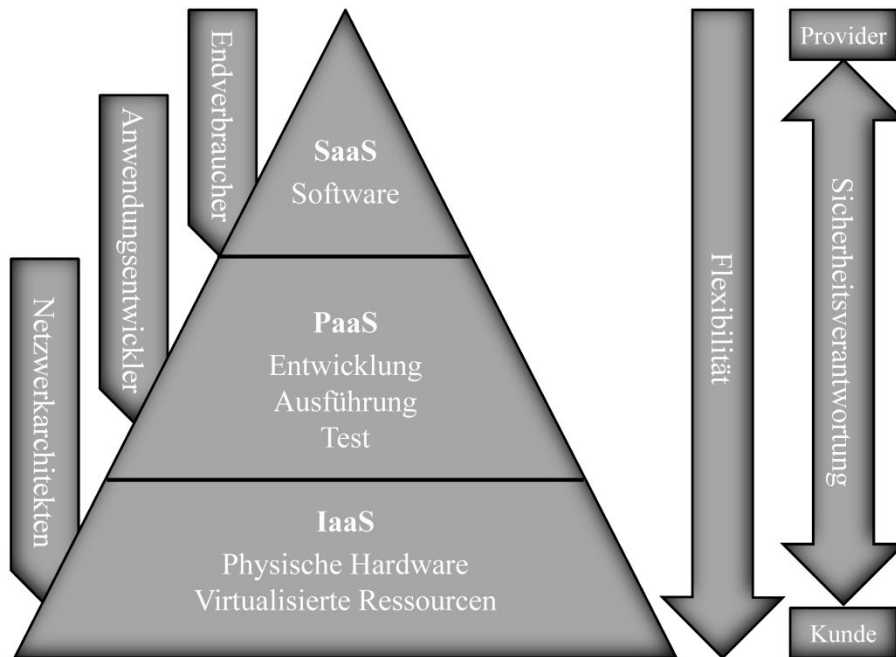 Endverbraucher
Anwendungsentwickler
Netzwerkarchitekten
SaaS
Software
PaaS
Entwicklung
Ausführung
Test
IaaS
Physische Hardware
Virtualisierte Ressourcen
Flexibilität
Provider
Sicherheitsverantwortung
Kunde